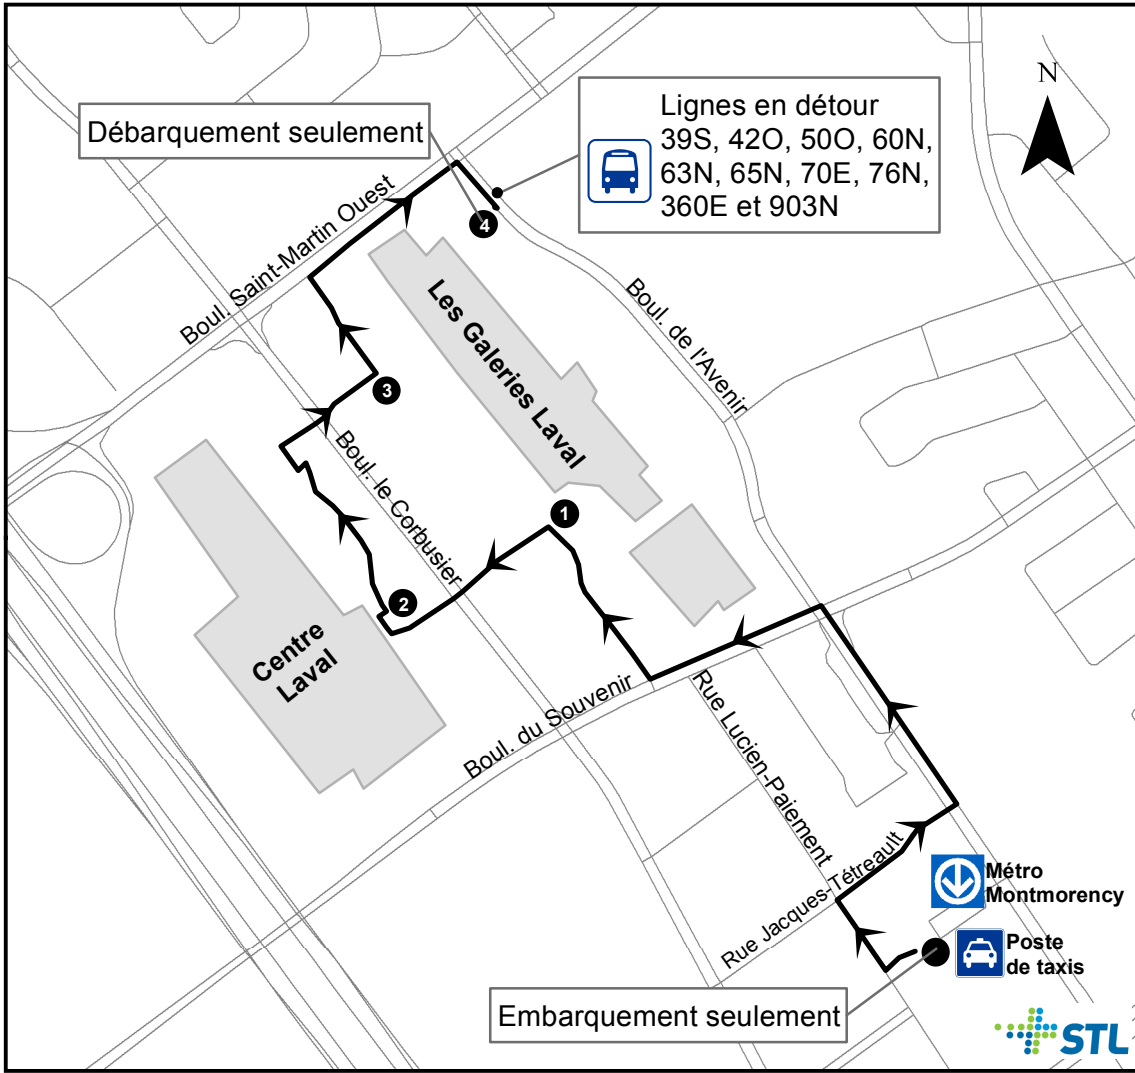 N
Débarquement seulement
Lignes en détour
39S, 42O, 50O, 60N,
63N, 65N, 70E, 76N,
360E et 903N
Boul. Saint-Martin Ouest
4
Les Galeries Laval
Boul. de l'Avenir
3
Boul. le Corbusier
1
2
Centre
Laval
Boul. du Souvenir
Rue Lucien-Paiement
Rue Jacques-Tétreault
Métro
Montmorency
Poste
de taxis
Embarquement seulement
STL